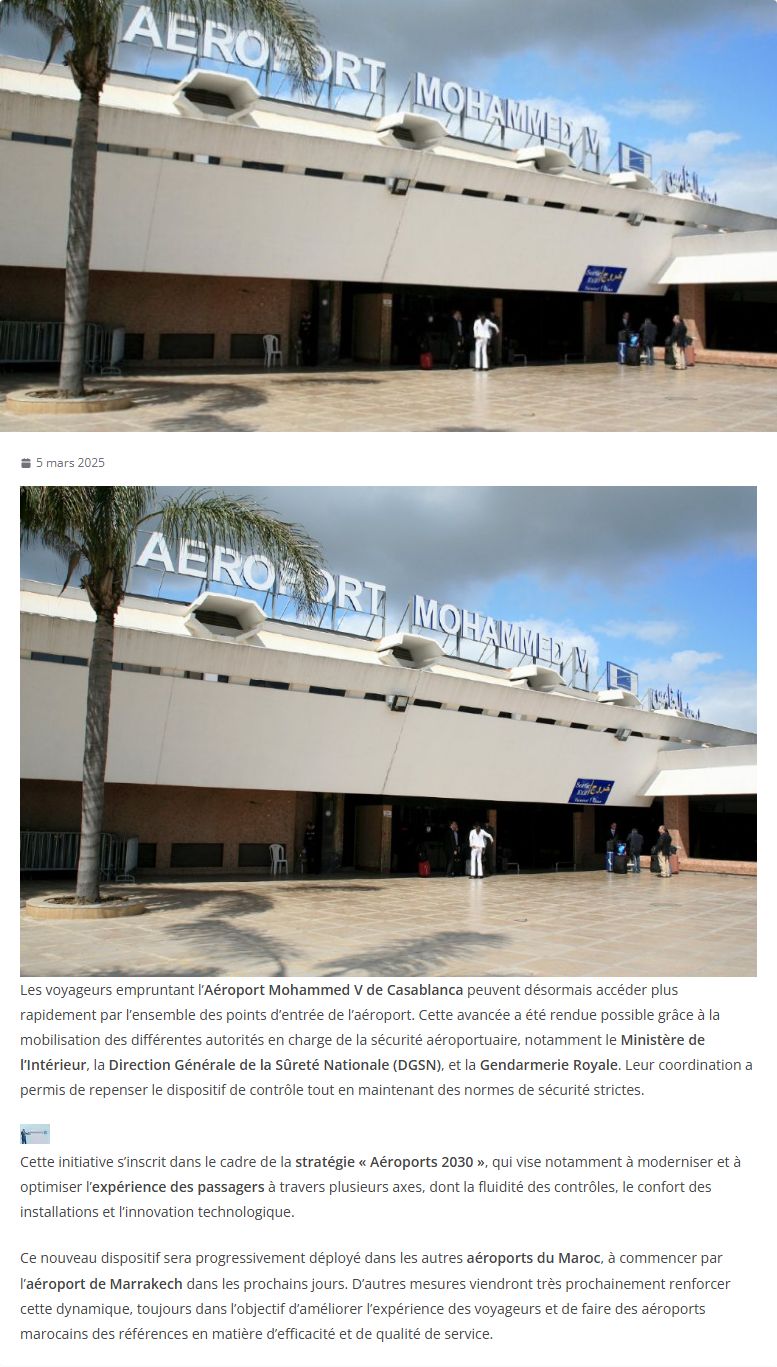 AEROPORT MOHAMMED V
Sortie خروج
5 mars 2025
AEROPORT MOHAMMED V
Sortie خروج
Les voyageurs empruntant l’Aéroport Mohammed V de Casablanca peuvent désormais accéder plus
rapidement par l’ensemble des points d’entrée de l’aéroport. Cette avancée a été rendue possible grâce à la
mobilisation des différentes autorités en charge de la sécurité aéroportuaire, notamment le Ministère de
l’Intérieur, la Direction Générale de la Sûreté Nationale (DGSN), et la Gendarmerie Royale. Leur coordination a
permis de repenser le dispositif de contrôle tout en maintenant des normes de sécurité strictes.
Cette initiative s’inscrit dans le cadre de la stratégie « Aéroports 2030 », qui vise notamment à moderniser et à
optimiser l’expérience des passagers à travers plusieurs axes, dont la fluidité des contrôles, le confort des
installations et l’innovation technologique.
Ce nouveau dispositif sera progressivement déployé dans les autres aéroports du Maroc, à commencer par
l’aéroport de Marrakech dans les prochains jours. D’autres mesures viendront très prochainement renforcer
cette dynamique, toujours dans l’objectif d’améliorer l’expérience des voyageurs et de faire des aéroports
marocains des références en matière d’efficacité et de qualité de service.